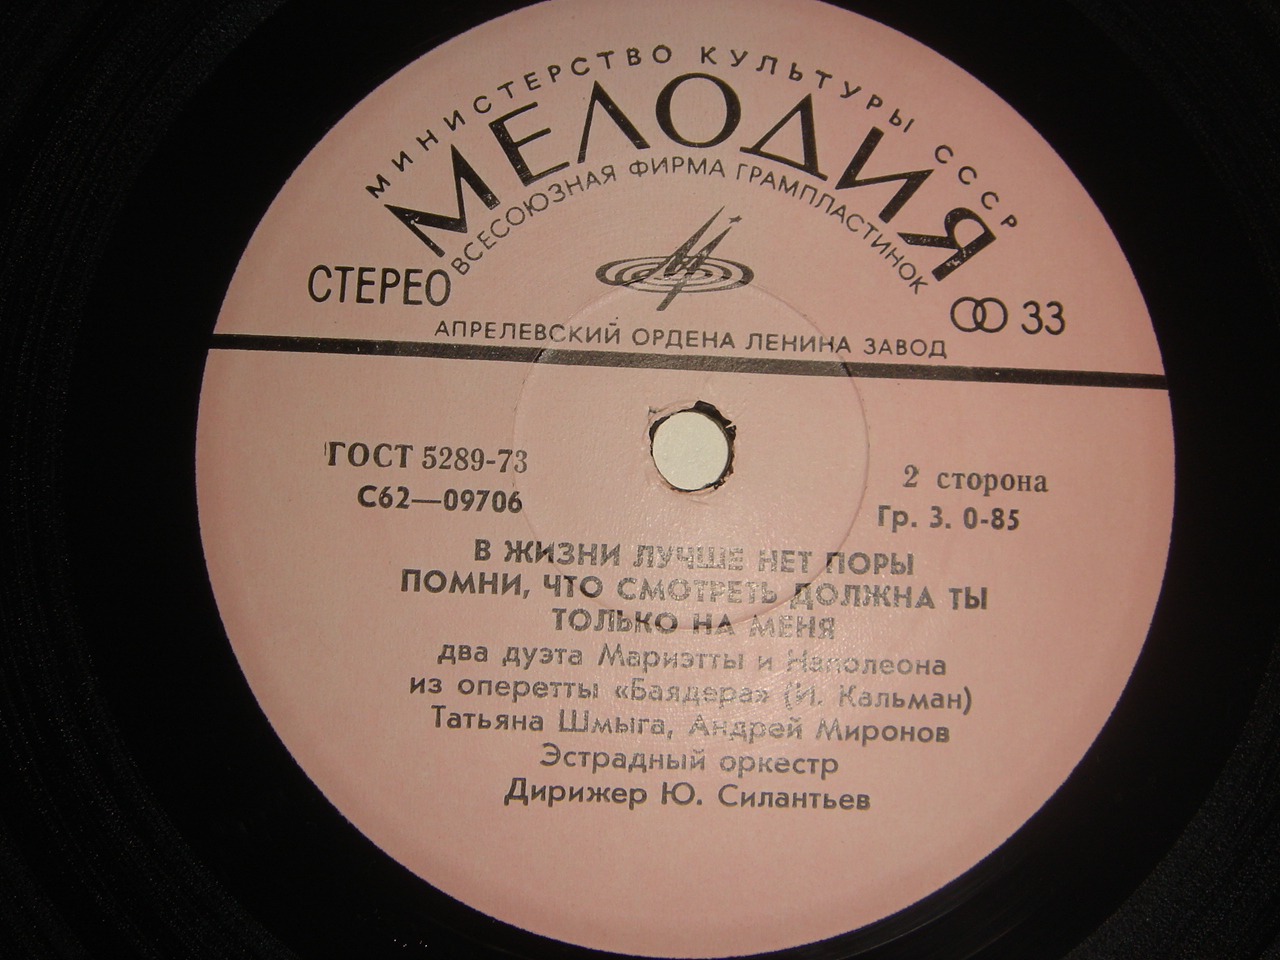 МИНИСТЕРСТВО КУЛЬТУРЫ СССР
МЕЛОДИЯ
ВСЕСОЮЗНАЯ ФИРМА ГРАМПЛАСТИНОК
СТЕРЕО
33
АПРЕЛЕВСКИЙ ОРДЕНА ЛЕНИНА ЗАВОД
ГОСТ 5289-73
С62—09706
2 сторона
Гр. 3. 0-85
В ЖИЗНИ ЛУЧШЕ НЕТ ПОРЫ
ПОМНИ, ЧТО СМОТРЕТЬ ДОЛЖНА ТЫ
ТОЛЬКО НА МЕНЯ
два дуэта Мариэтты и Наполеона
из оперетты «Баядера» (И. Кальман)
Татьяна Шмыга, Андрей Миронов
Эстрадный оркестр
Дирижер Ю. Силантьев